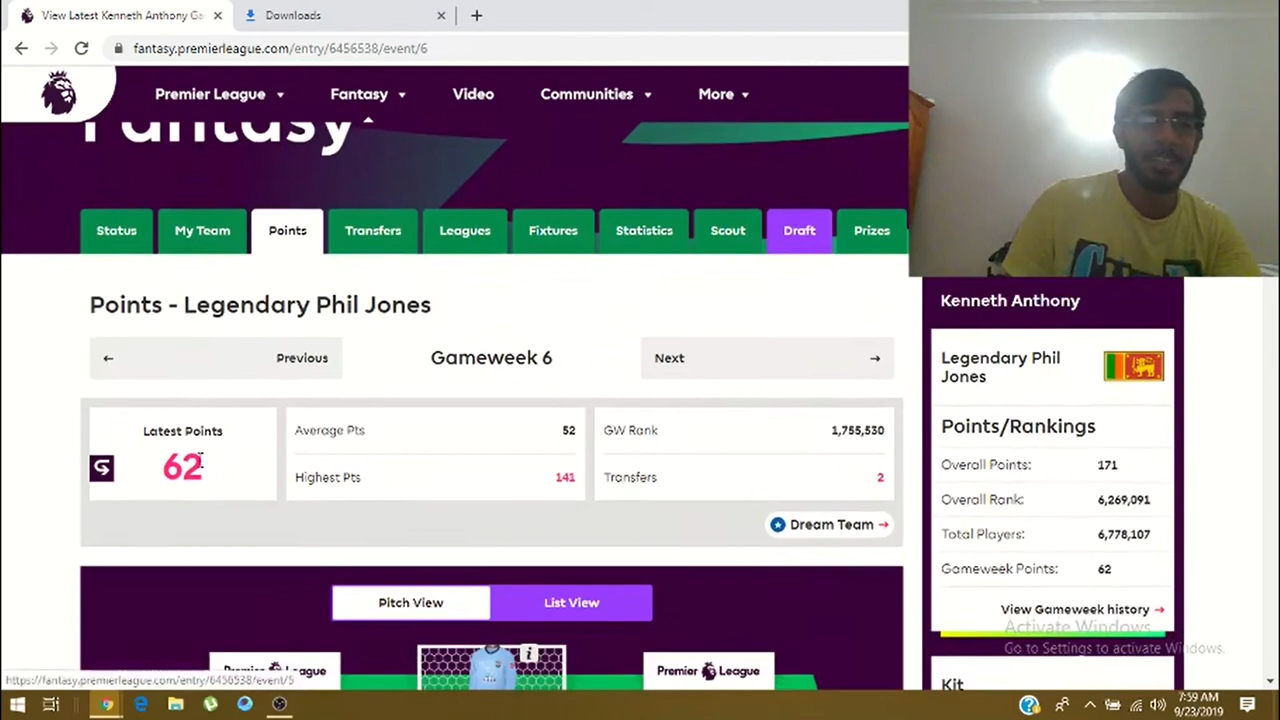 View Latest Kenneth Anthony Ga
Downloads
fantasy.premierleague.com/entry/6456538/event/6
Premier League
Fantasy
Video
Communities
More
Fantasy
Status
My Team
Points
Transfers
Leagues
Fixtures
Statistics
Scout
Draft
Prizes
Points - Legendary Phil Jones
← Previous
Gameweek 6
Next →
Latest Points
62
Average Pts 52
Highest Pts 141
GW Rank 1,755,530
Transfers 2
Dream Team →
Pitch View
List View
Premier League
Premier League
https://fantasy.premierleague.com/entry/6456538/event/5
Kenneth Anthony
Legendary Phil
Jones
Points/Rankings
Overall Points: 171
Overall Rank: 6,269,091
Total Players: 6,778,107
Gameweek Points: 62
View Gameweek history →
Activate Windows
Go to Settings to activate Windows.
Kit
7:59 AM
9/23/2019